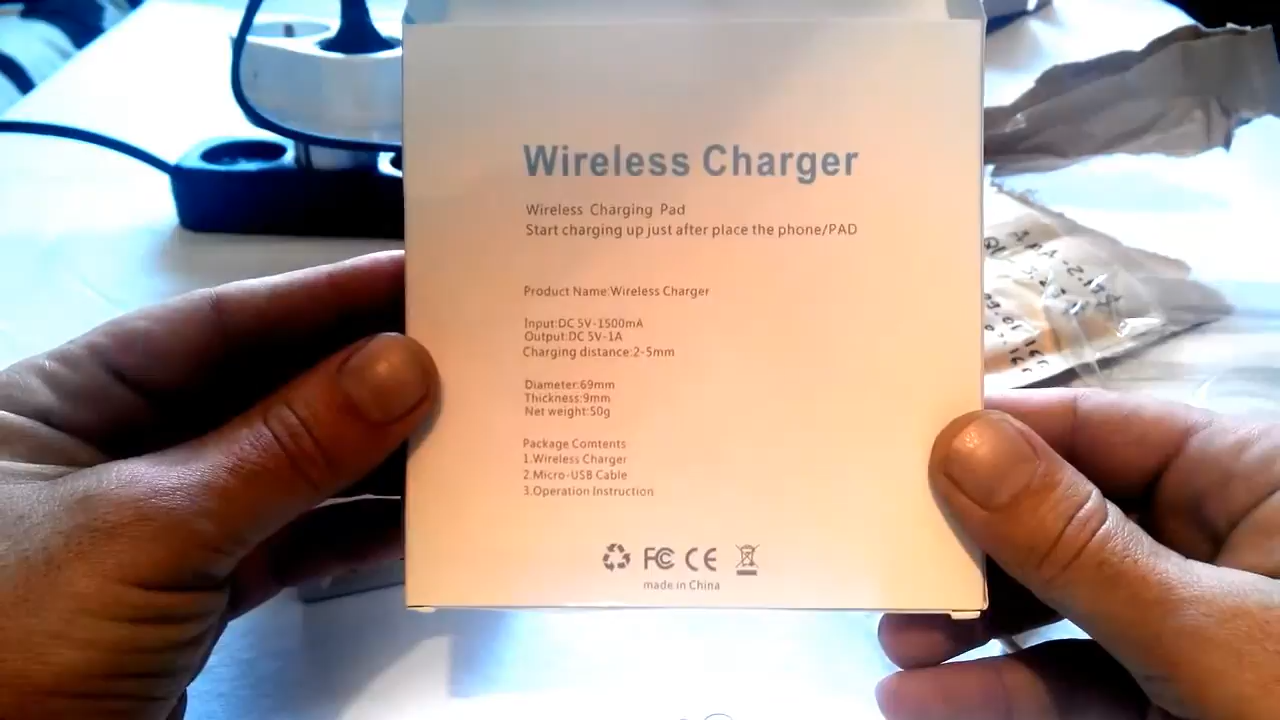 Wireless Charger
Wireless Charging Pad
Start charging up just after place the phone/PAD
Product Name:Wireless Charger
Input:DC 5V-1500mA
Output:DC 5V-1A
Charging distance:2-5mm
Diameter:69mm
Thickness:9mm
Net weight:50g
Package Comtents
1.Wireless Charger
2.Micro-USB Cable
3.Operation Instruction
FC CE
made in China